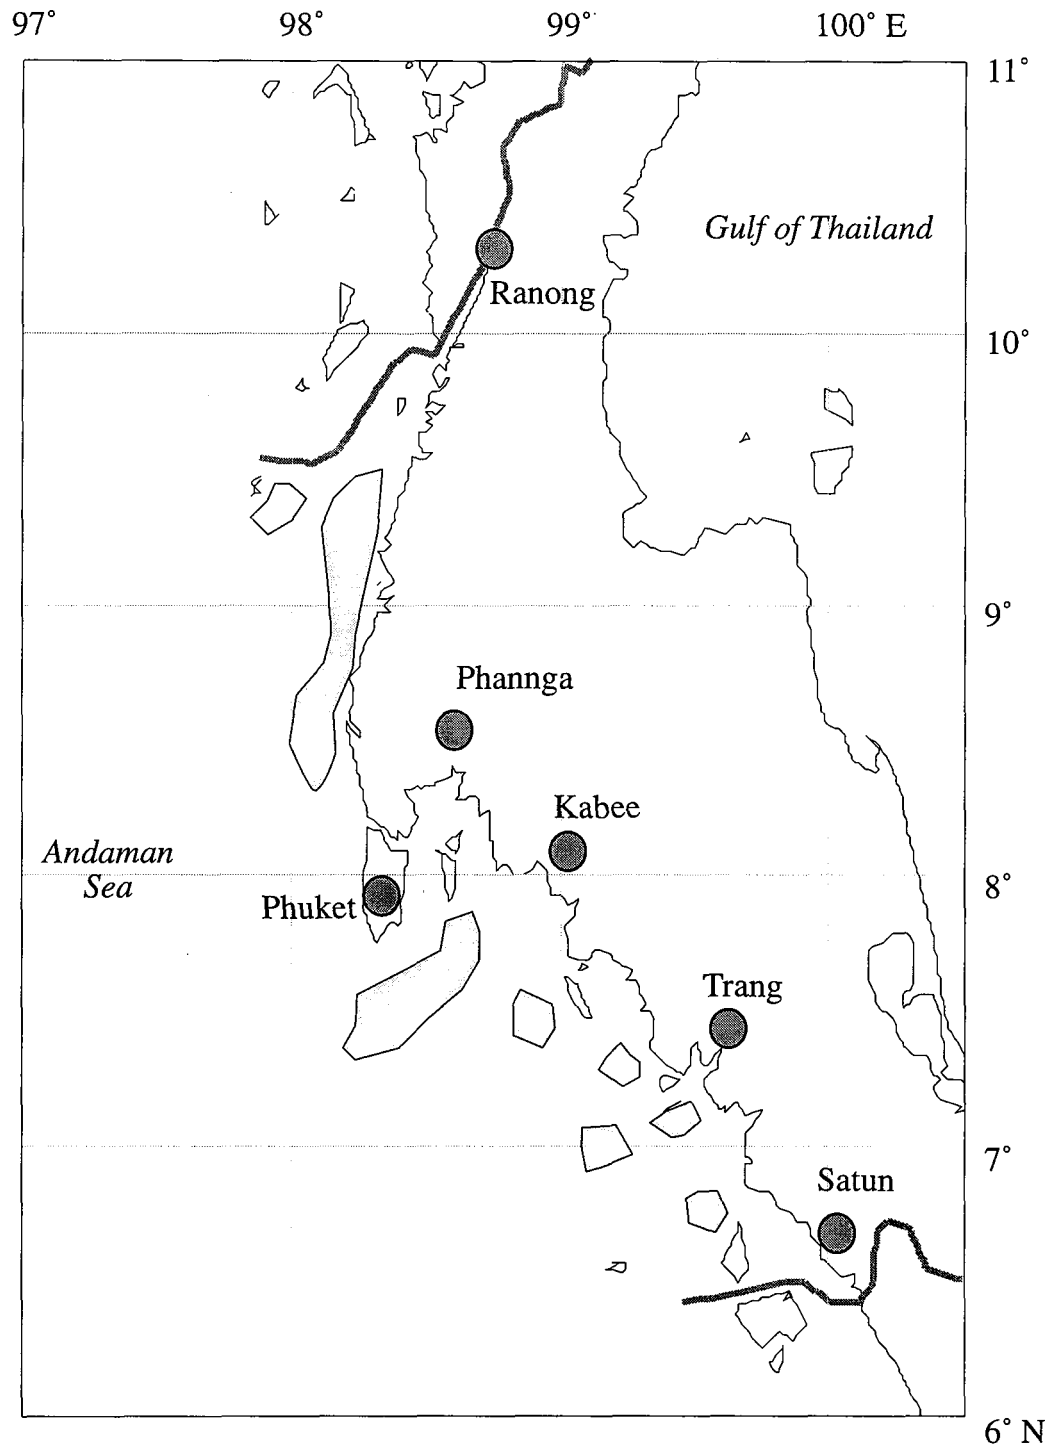 97° 98° 99° 100° E
11°
Gulf of Thailand
Ranong
10°
9°
Phannga
Kabee
Andaman
Sea
8°
Phuket
Trang
7°
Satun
6° N